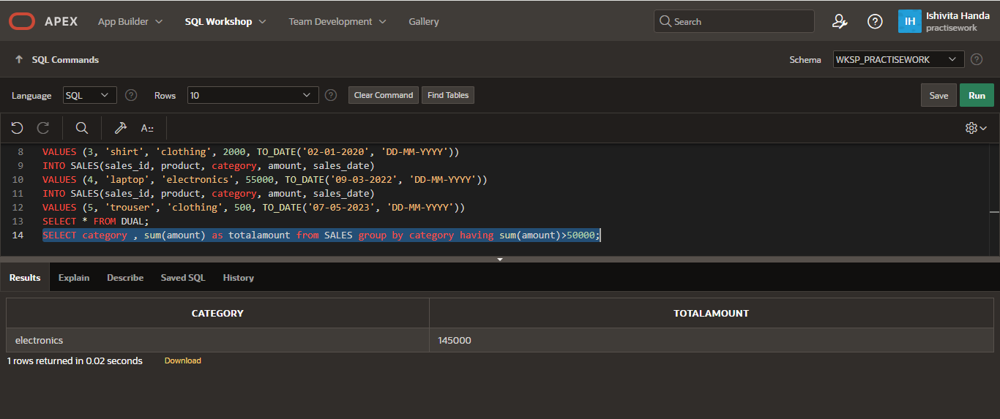 APEX App Builder SQL Workshop Team Development Gallery Search IH Ishivita Handa
practisework
SQL Commands Schema WKSP_PRACTISEWORK
Language SQL Rows 10 Clear Command Find Tables Save Run
A::
8 VALUES (3, 'shirt', 'clothing', 2000, TO_DATE('02-01-2020', 'DD-MM-YYYY'))
9 INTO SALES(sales_id, product, category, amount, sales_date)
10 VALUES (4, 'laptop', 'electronics', 55000, TO_DATE('09-03-2022', 'DD-MM-YYYY'))
11 INTO SALES(sales_id, product, category, amount, sales_date)
12 VALUES (5, 'trouser', 'clothing', 500, TO_DATE('07-05-2023', 'DD-MM-YYYY'))
13 SELECT * FROM DUAL;
14 SELECT category , sum(amount) as totalamount from SALES group by category having sum(amount)>50000;
Results Explain Describe Saved SQL History
CATEGORY TOTALAMOUNT
electronics 145000
1 rows returned in 0.02 seconds Download